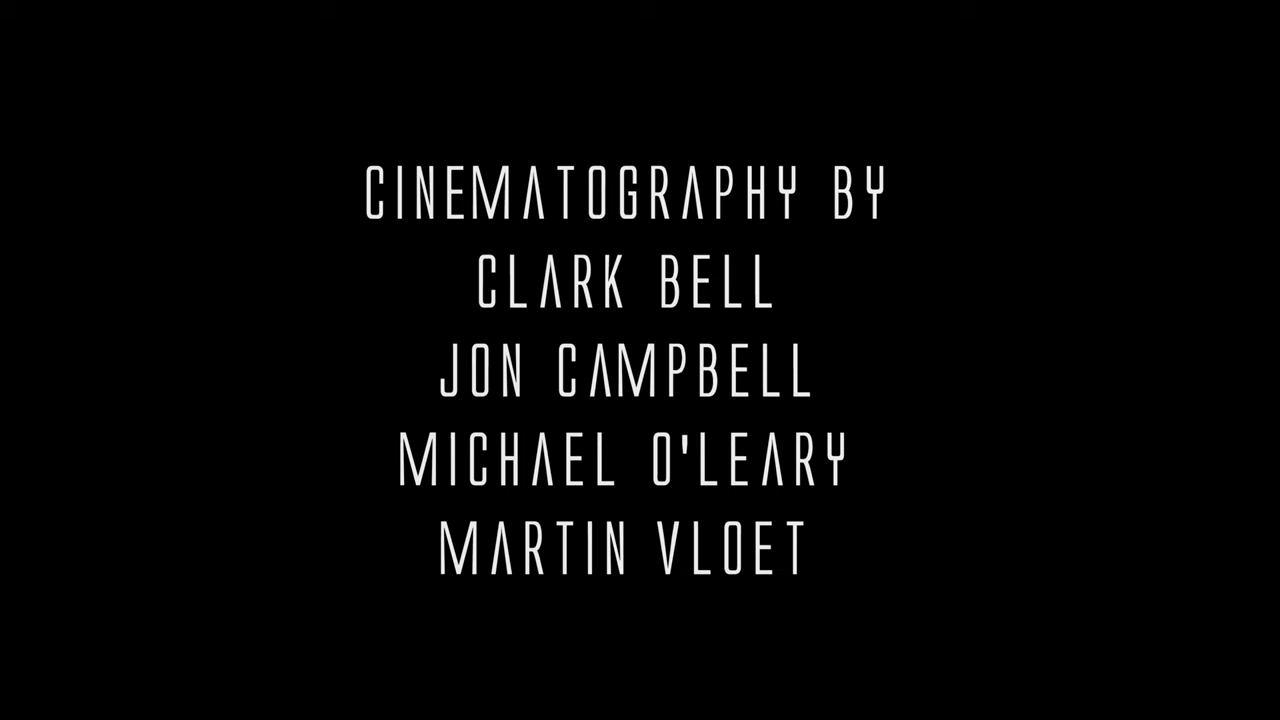 CINEMATOGRAPHY BY
CLARK BELL
JON CAMPBELL
MICHAEL O'LEARY
MARTIN VLOET